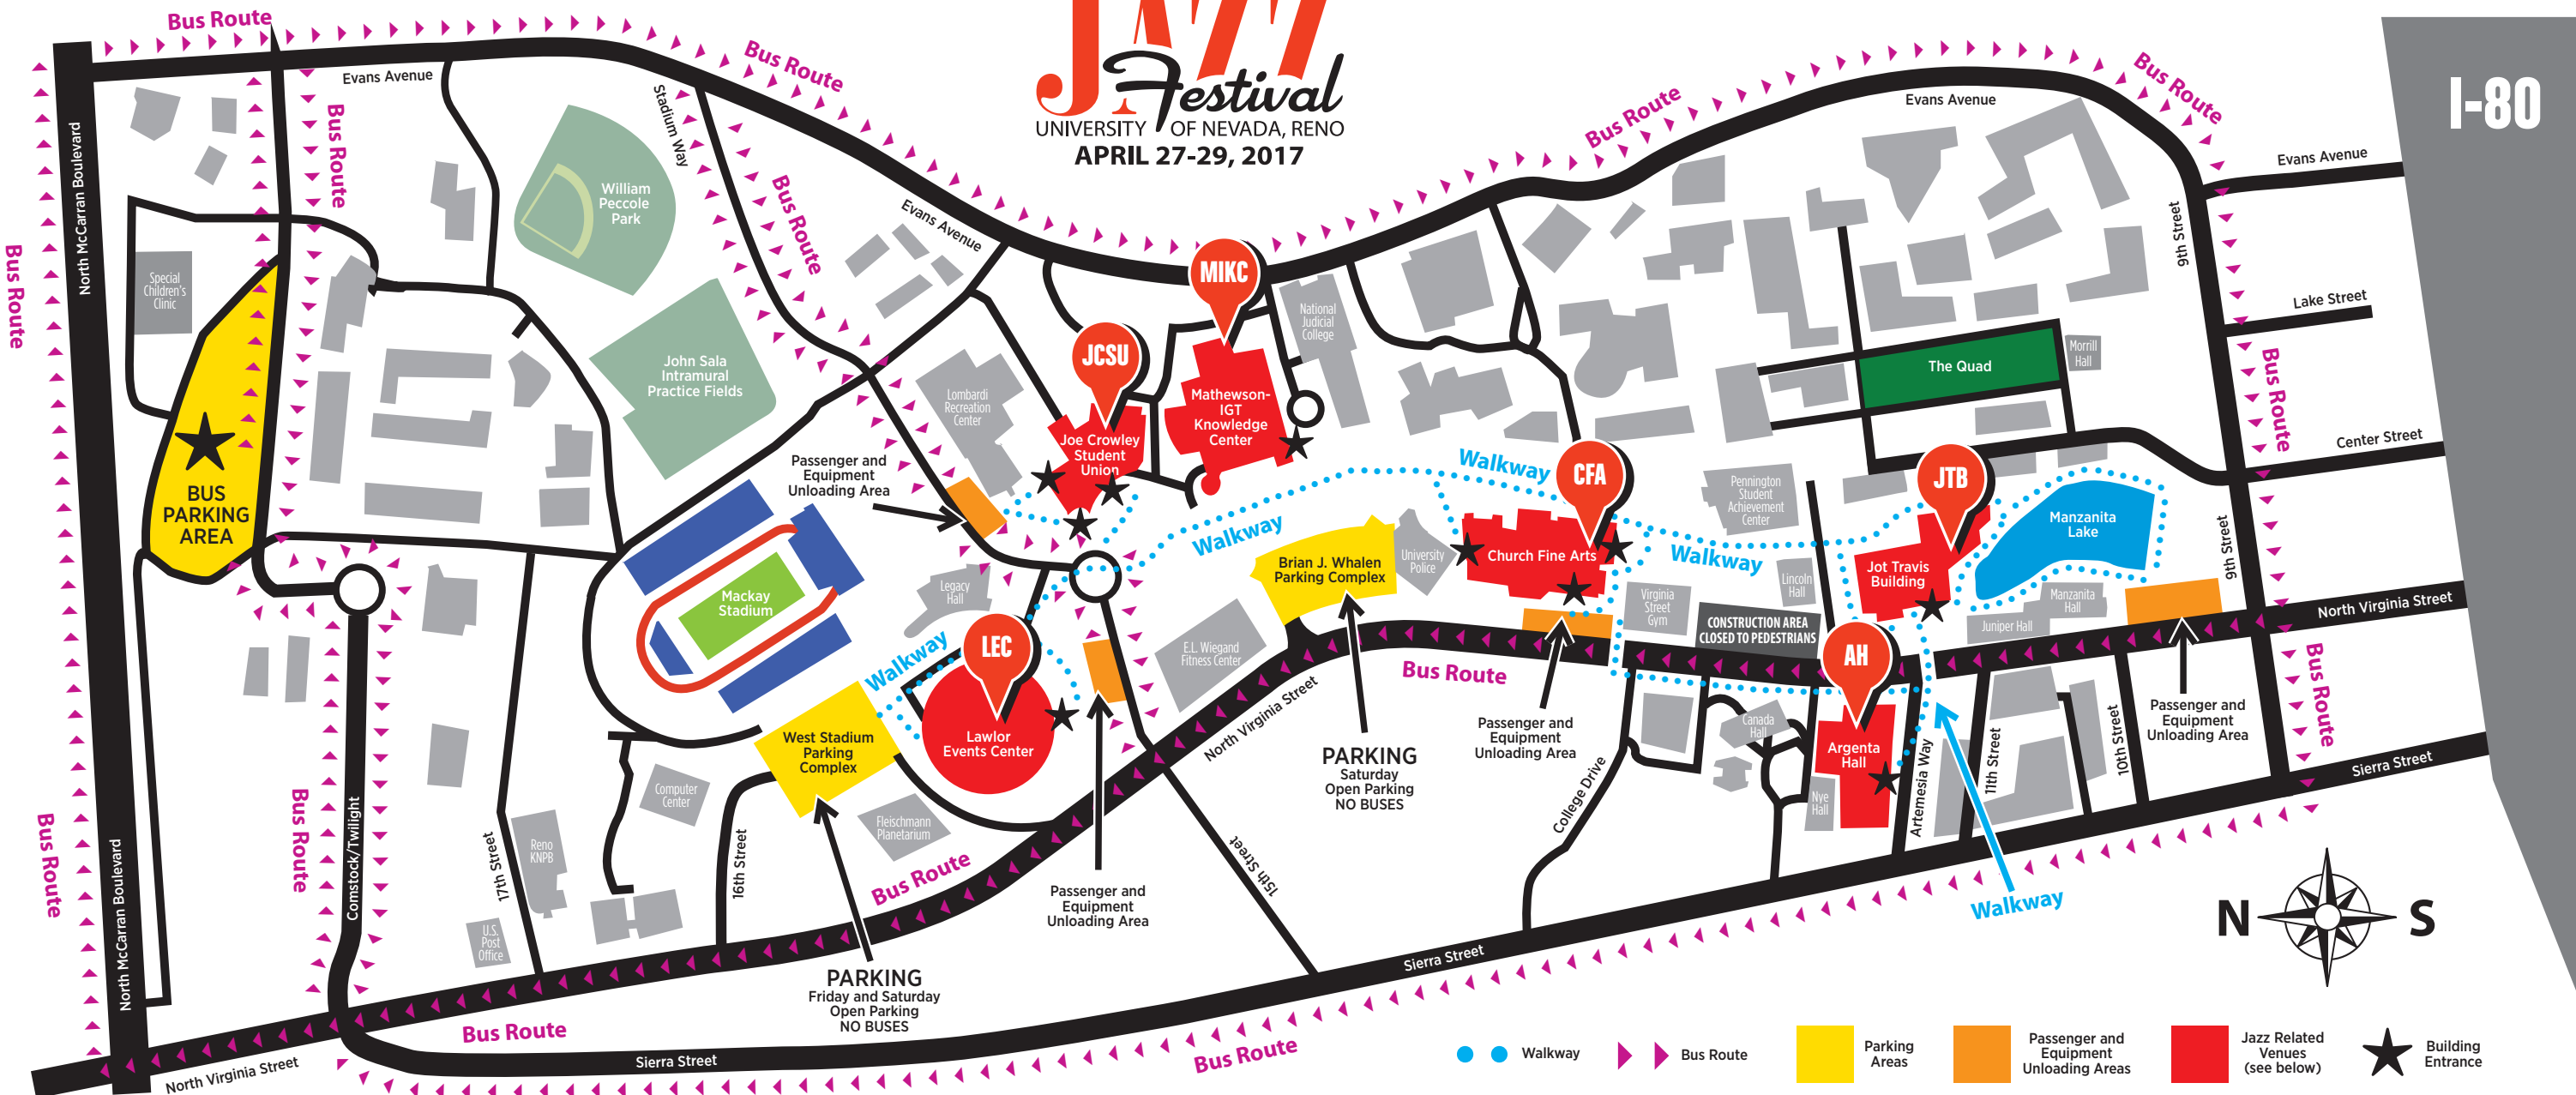 JAZZ
Festival
UNIVERSITY OF NEVADA, RENO
APRIL 27-29, 2017
I-80
Bus Route
Bus Route
Bus Route
Bus Route
Evans Avenue
Evans Avenue
Evans Avenue
Evans Avenue
Stadium Way
Bus Route
Bus Route
Bus Route
North McCarran Boulevard
9th Street
Lake Street
Center Street
Bus Route
William
Peccole
Park
Special
Children's
Clinic
John Sala
Intramural
Practice Fields
BUS
PARKING
AREA
Lombardi
Recreation
Center
JCSU
Joe Crowley
Student
Union
MIKC
Mathewson-
IGT
Knowledge
Center
National
Judicial
College
The Quad
Morrill
Hall
Passenger and
Equipment
Unloading Area
Walkway
Walkway
Walkway
CFA
Church Fine Arts
Pennington
Student
Achievement
Center
JTB
Jot Travis
Building
Manzanita
Lake
9th Street
Brian J. Whalen
Parking Complex
University
Police
Mackay
Stadium
Legacy
Hall
Walkway
LEC
Lawlor
Events Center
E.L. Wiegand
Fitness Center
Virginia
Street
Gym
Lincoln
Hall
CONSTRUCTION AREA
CLOSED TO PEDESTRIANS
Manzanita
Hall
Juniper Hall
North Virginia Street
AH
Argenta
Hall
Canada
Hall
Nye
Hall
Bus Route
North Virginia Street
West Stadium
Parking
Complex
Computer
Center
Fleischmann
Planetarium
Reno
KNPB
U.S.
Post
Office
17th Street
16th Street
15th Street
College Drive
Artemesia Way
11th Street
10th Street
Bus Route
Sierra Street
PARKING
Saturday
Open Parking
NO BUSES
Passenger and
Equipment
Unloading Area
Passenger and
Equipment
Unloading Area
Passenger and
Equipment
Unloading Area
Walkway
Bus Route
Bus Route
Comstock/Twilight
North McCarran Boulevard
Bus Route
PARKING
Friday and Saturday
Open Parking
NO BUSES
Bus Route
Sierra Street
Sierra Street
Bus Route
North Virginia Street
N
S
Walkway
Bus Route
Parking
Areas
Passenger and
Equipment
Unloading Areas
Jazz Related
Venues
(see below)
Building
Entrance